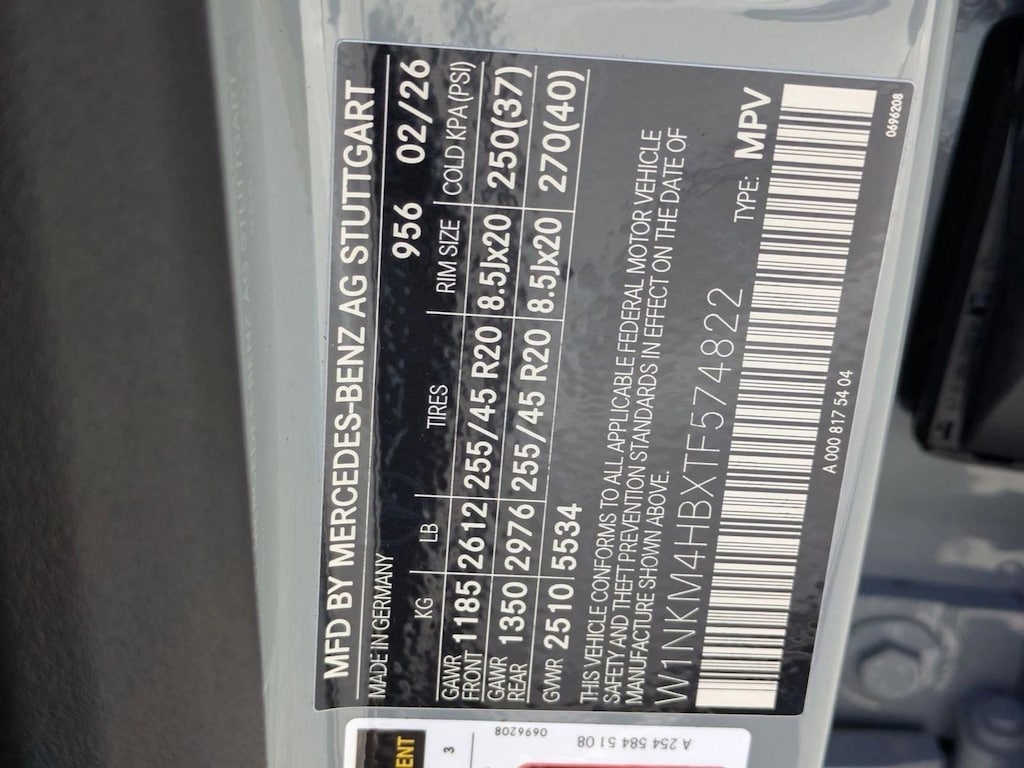 MFD BY MERCEDES-BENZ AG STUTTGART
MADE IN GERMANY 956 02/26
KG LB TIRES RIM SIZE COLD KPA(PSI)
GAWR FRONT 1185 2612 255/45 R20 8.5Jx20 250(37)
GAWR REAR 1350 2976 255/45 R20 8.5Jx20 270(40)
GVWR 2510 5534
THIS VEHICLE CONFORMS TO ALL APPLICABLE FEDERAL MOTOR VEHICLE
SAFETY AND THEFT PREVENTION STANDARDS IN EFFECT ON THE DATE OF
MANUFACTURE SHOWN ABOVE.
W1NKM4HBXTF574822 TYPE: MPV
A 000 817 54 04
0696208
3
0696208
A 254 584 51 08